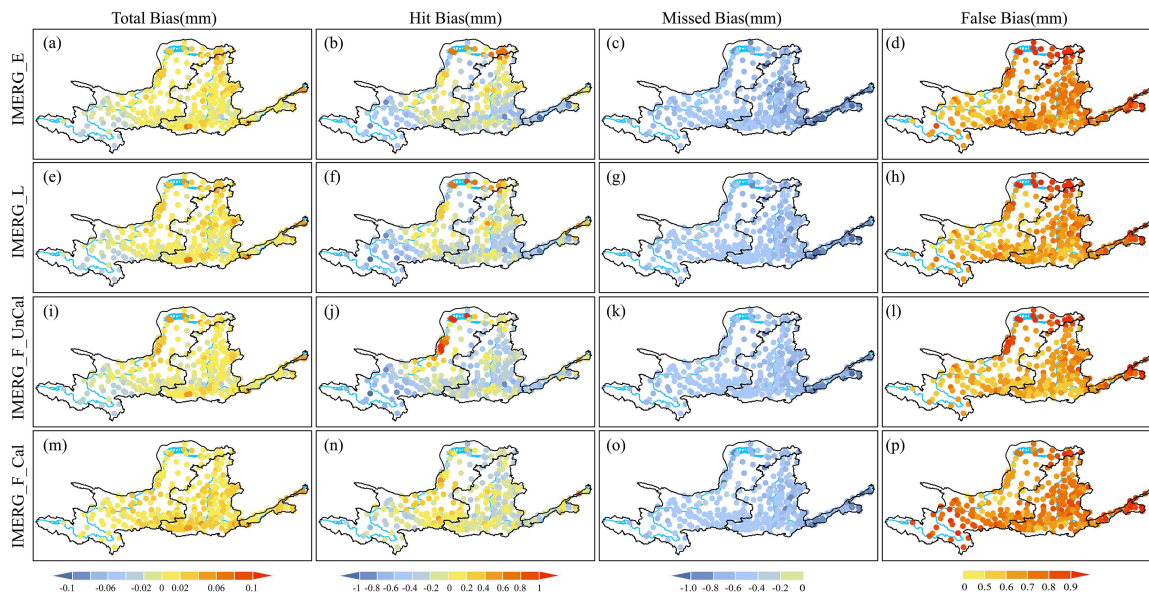 Total Bias(mm) Hit Bias(mm) Missed Bias(mm) False Bias(mm)
IMERG_E
(a) (b) (c) (d)
IMERG_L
(e) (f) (g) (h)
IMERG_F_UnCal
(i) (j) (k) (l)
IMERG_F_Cal
(m) (n) (o) (p)
-0.1 -0.06 -0.02 0 0.02 0.06 0.1
-1 -0.8 -0.6 -0.4 -0.2 0 0.2 0.4 0.6 0.8 1
-1.0 -0.8 -0.6 -0.4 -0.2 0
0 0.5 0.6 0.7 0.8 0.9